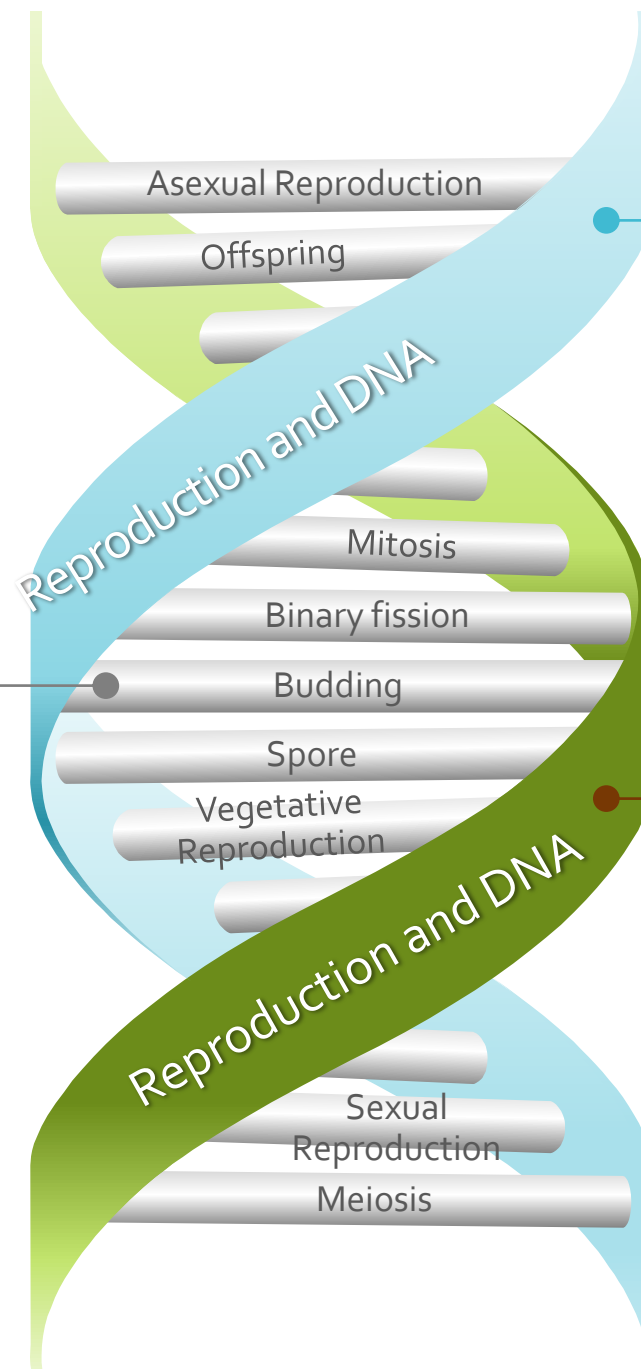 Asexual Reproduction
Offspring
Reproduction and DNA
Mitosis
Binary fission
Budding
Spore
Vegetative
Reproduction
Reproduction and DNA
Sexual
Reproduction
Meiosis